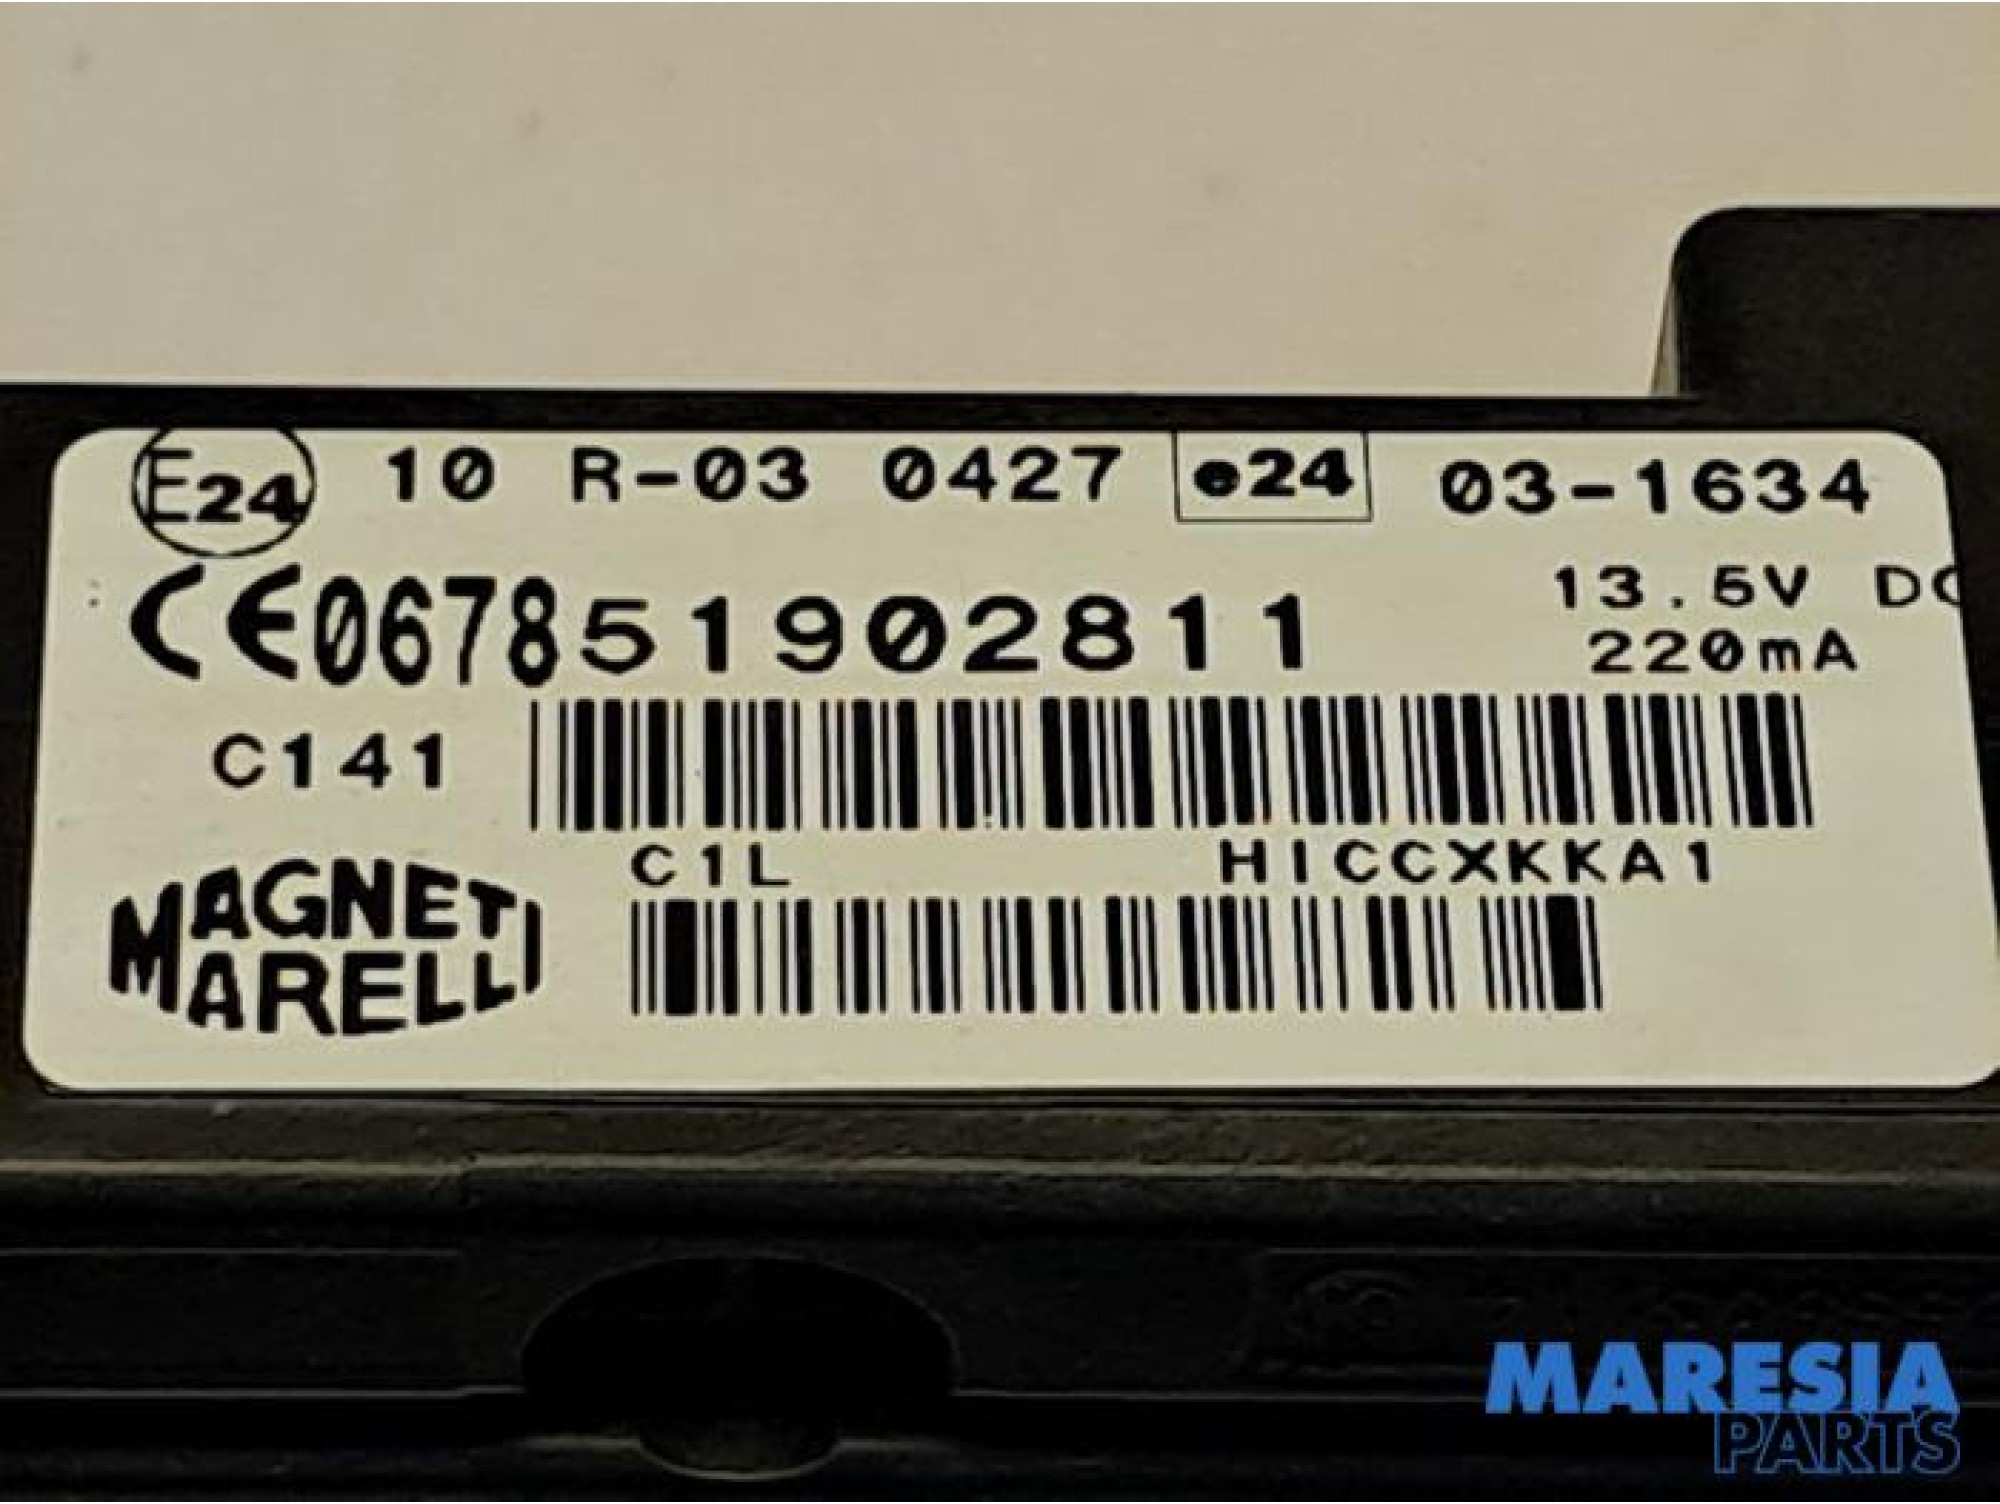 E24 10 R-03 0427 e24 03-1634
CE0678 51902811 13.5V DC
220mA
C141
C1L HICCXKKA1
MAGNETI
MARELLI
MARESIA
PARTS